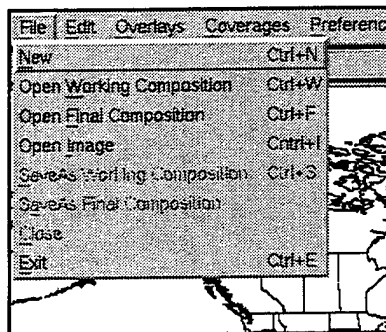 File Edit Overlays Coverages Preferenc
New Ctrl+N
Open Working Composition Ctrl+W
Open Final Composition Ctrl+F
Open Image Cntrl+I
SaveAs Working Composition Ctrl+S
SaveAs Final Composition
Close
Exit Ctrl+E